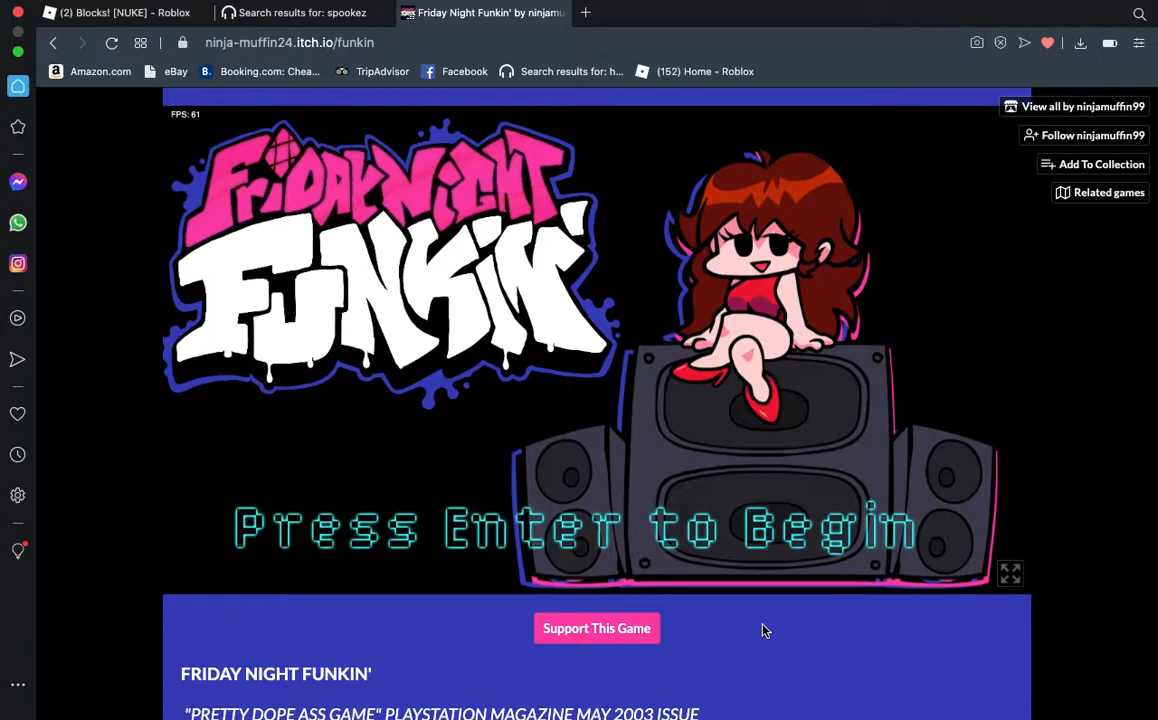 (2) Blocks! [NUKE] - Roblox
Search results for: spookez
Friday Night Funkin' by ninjamu
ninja-muffin24.itch.io/funkin
Amazon.com
eBay
Booking.com: Chea...
TripAdvisor
Facebook
Search results for: h...
(152) Home - Roblox
FPS: 61
View all by ninjamuffin99
Follow ninjamuffin99
Add To Collection
Related games
FRIDAY NIGHT
FUNKIN'
Press Enter to Begin
Support This Game
FRIDAY NIGHT FUNKIN'
"PRETTY DOPE ASS GAME" PLAYSTATION MAGAZINE MAY 2003 ISSUE